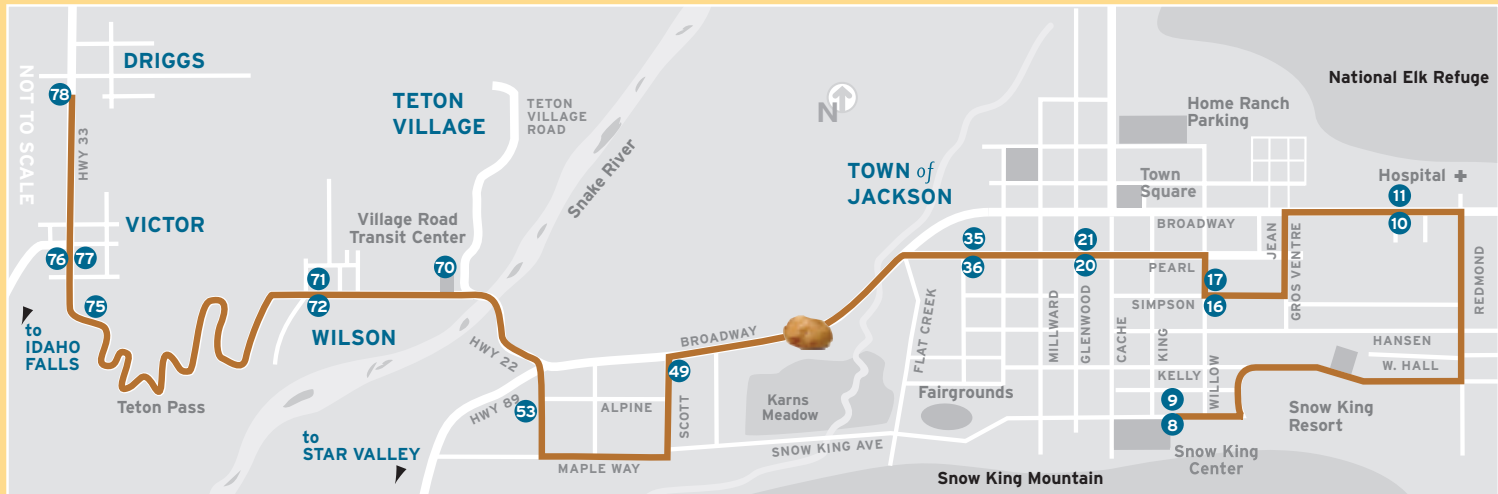 DRIGGS
78
NOT TO SCALE
HWY 33
VICTOR
76
77
75
to
IDAHO
FALLS
Teton Pass
TETON
VILLAGE
TETON
VILLAGE
ROAD
Village Road
Transit Center
70
71
72
WILSON
Snake River
N
HWY 22
HWY 89
53
to
STAR VALLEY
ALPINE
MAPLE WAY
SCOTT
49
BROADWAY
Karns
Meadow
SNOW KING AVE
TOWN of
JACKSON
35
36
21
20
FLAT CREEK
Fairgrounds
MILLWARD
GLENWOOD
CACHE
KING
WILLOW
Home Ranch
Parking
Town
Square
BROADWAY
PEARL
SIMPSON
17
16
KELLY
9
8
Snow King
Center
Snow King Mountain
JEAN
GROS VENTRE
National Elk Refuge
Hospital +
11
10
REDMOND
HANSEN
W. HALL
Snow King
Resort